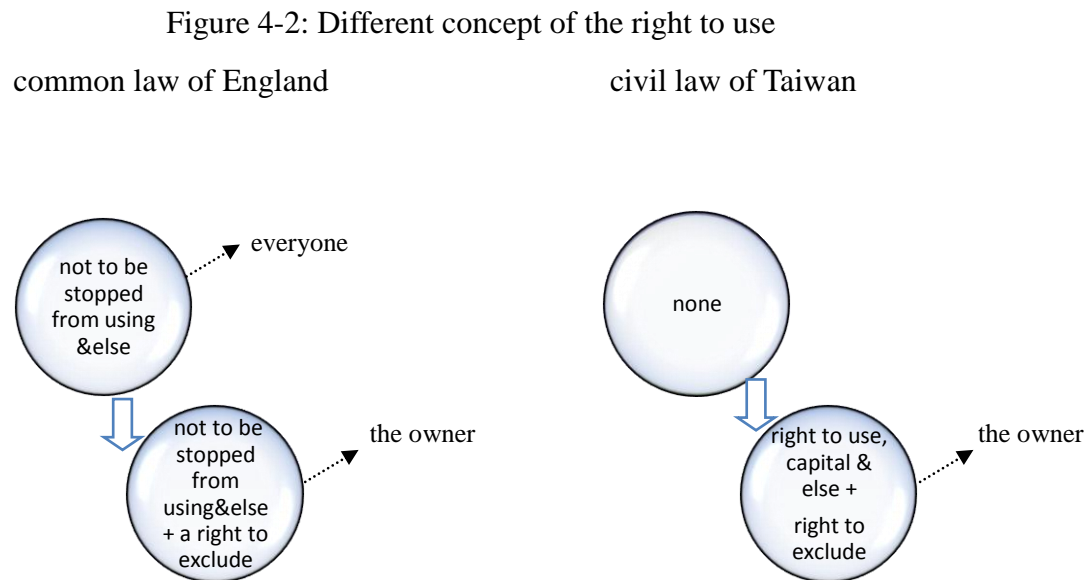 Figure 4-2: Different concept of the right to use
common law of England
civil law of Taiwan
not to be
stopped
from using
&else
everyone
not to be
stopped
from
using&else
+ a right to
exclude
the owner
none
right to use,
capital &
else +
right to
exclude
the owner